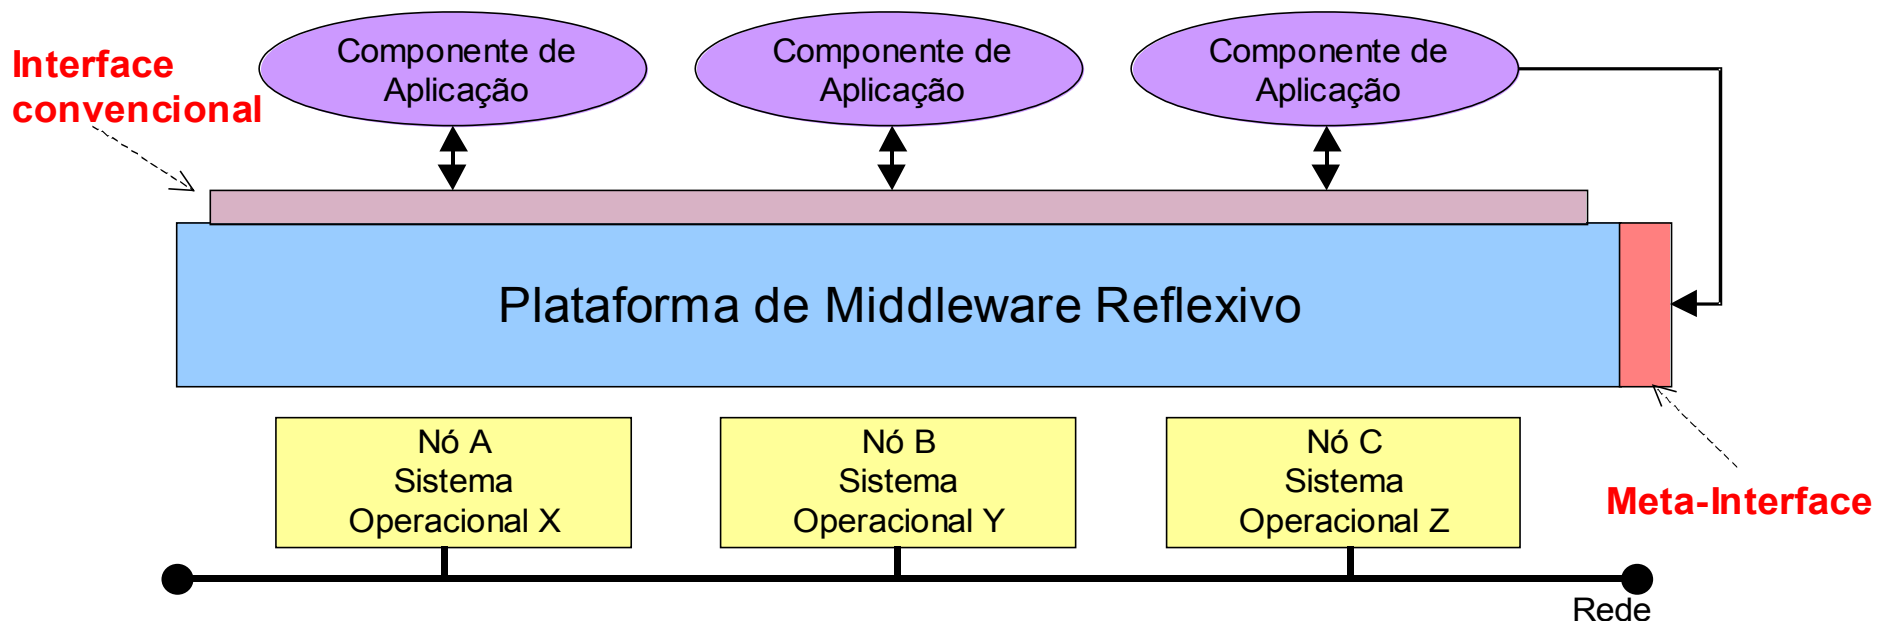 Interface
convencional
Componente de
Aplicação
Componente de
Aplicação
Componente de
Aplicação
Plataforma de Middleware Reflexivo
Nó A
Sistema
Operacional X
Nó B
Sistema
Operacional Y
Nó C
Sistema
Operacional Z
Meta-Interface
Rede